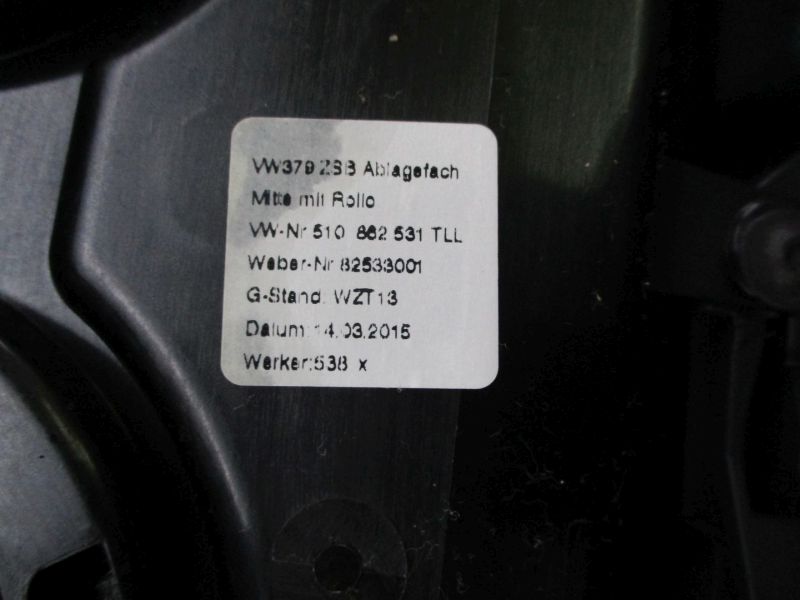 VW379 ZSB Ablagefach
Mitte mit Rollo
VW-Nr 510 862 531 TLL
Weber-Nr 82533001
G-Stand: WZT13
Datum:14.03.2015
Werker:538 x